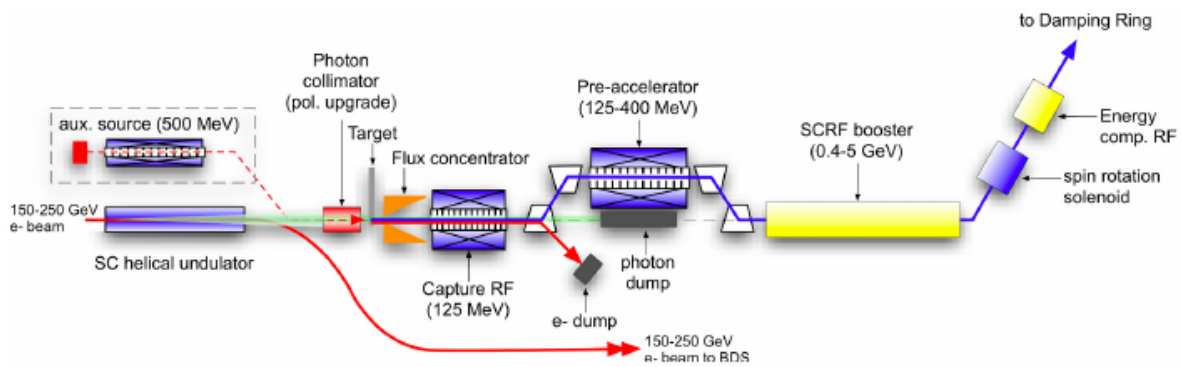 to Damping Ring
Photon
collimator
(pol. upgrade)
Pre-accelerator
(125-400 MeV)
aux. source (500 MeV)
Target
SCRF booster
(0.4-5 GeV)
Energy
comp. RF
Flux concentrator
spin rotation
solenoid
150-250 GeV
e- beam
SC helical undulator
photon
dump
Capture RF
(125 MeV)
e- dump
150-250 GeV
e- beam to BDS